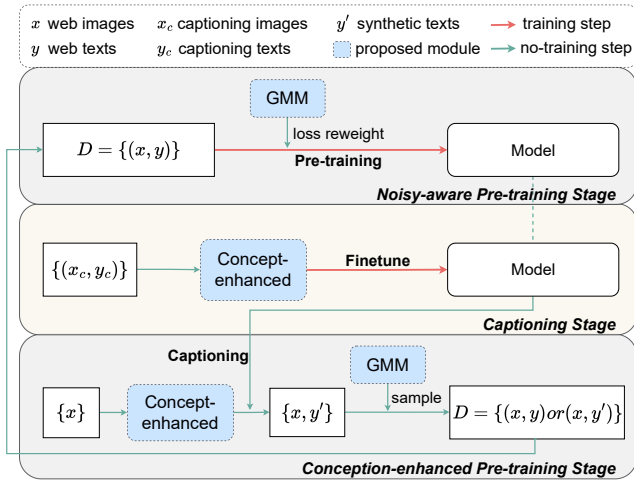 x web images x_c captioning images y' synthetic texts training step
y web texts y_c captioning texts proposed module no-training step
GMM
loss reweight
D = {(x, y)}
Pre-training
Model
Noisy-aware Pre-training Stage
{(x_c, y_c)}
Concept-
enhanced
Finetune
Model
Captioning Stage
Captioning
GMM
sample
{x}
Concept-
enhanced
{x, y'}
D = {(x, y)or(x, y')}
Conception-enhanced Pre-training Stage